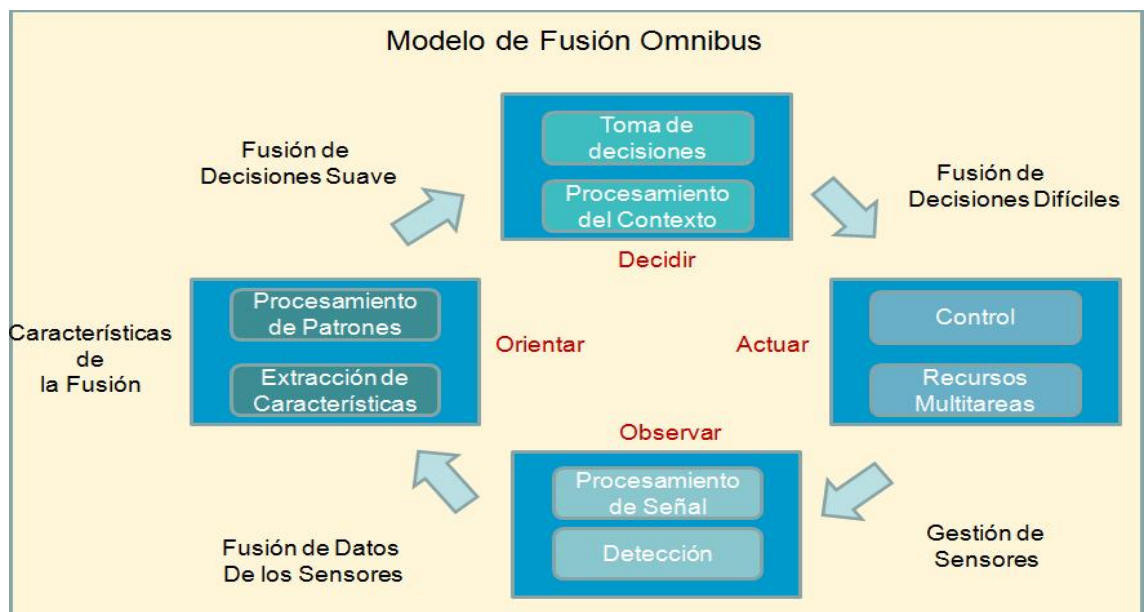 Modelo de Fusión Omnibus
Toma de
decisiones
Procesamiento
del Contexto
Decidir
Fusión de
Decisiones Suave
Fusión de
Decisiones Difíciles
Procesamiento
de Patrones
Extracción de
Características
Orientar
Actuar
Control
Recursos
Multitareas
Características
de
la Fusión
Observar
Procesamiento
de Señal
Detección
Fusión de Datos
De los Sensores
Gestión de
Sensores